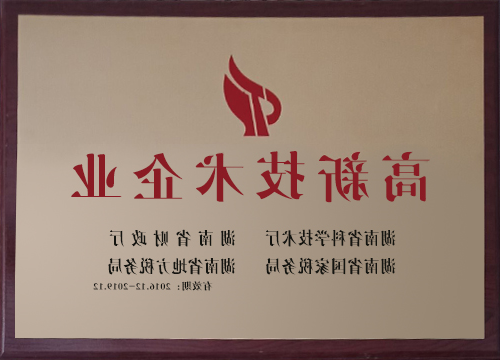 高新技术企业
湖南省科学技术厅 湖南省财政厅
湖南省国家税务局 湖南省地方税务局
有效期：2016.12-2019.12